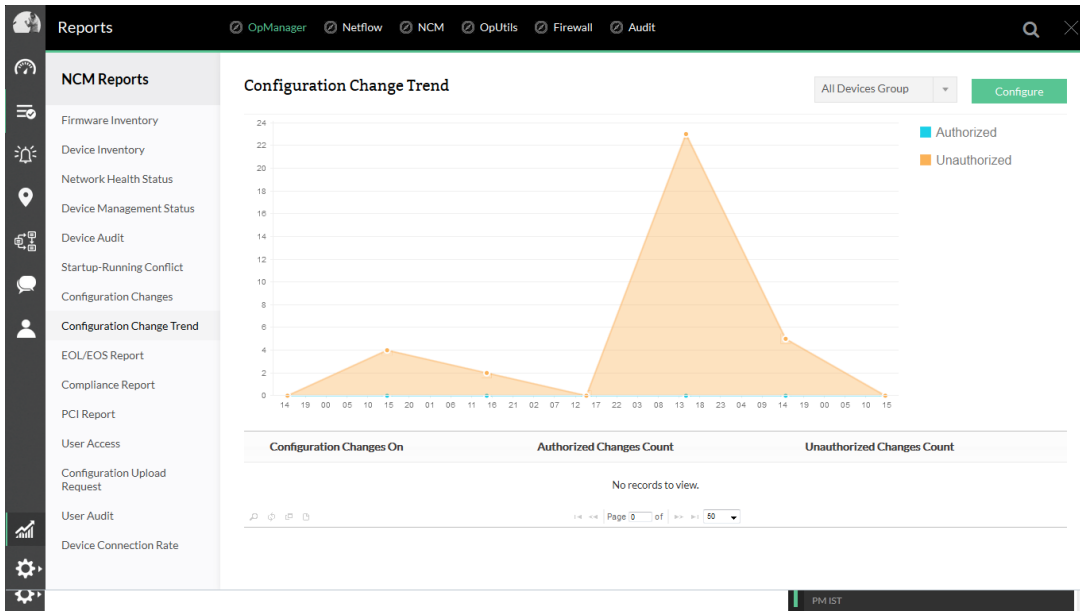 Reports
OpManager Netflow NCM OpUtils Firewall Audit
NCM Reports
Firmware Inventory
Device Inventory
Network Health Status
Device Management Status
Device Audit
Startup-Running Conflict
Configuration Changes
Configuration Change Trend
EOL/EOS Report
Compliance Report
PCI Report
User Access
Configuration Upload
Request
User Audit
Device Connection Rate
Configuration Change Trend
All Devices Group
Configure
Authorized
Unauthorized
24
22
20
18
16
14
12
10
8
6
4
2
0
14 19 00 05 10 15 20 01 06 11 16 21 02 07 12 17 22 03 08 13 18 23 04 09 14 19 00 05 10 15
Configuration Changes On Authorized Changes Count Unauthorized Changes Count
No records to view.
Page 0 of 50
PM IST